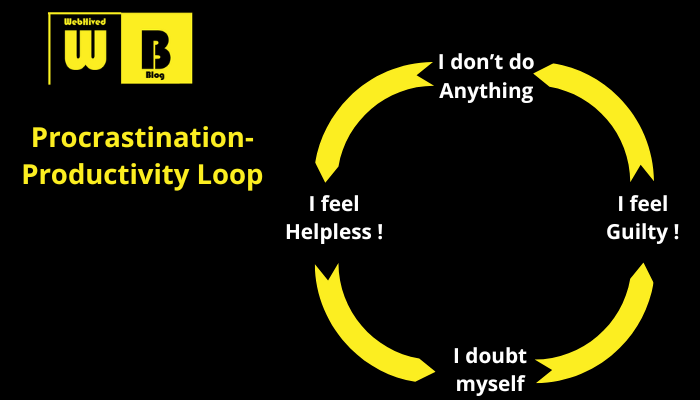 WebHived
W B
Blog
Procrastination-
Productivity Loop
I don’t do
Anything
I feel
Helpless !
I feel
Guilty !
I doubt
myself